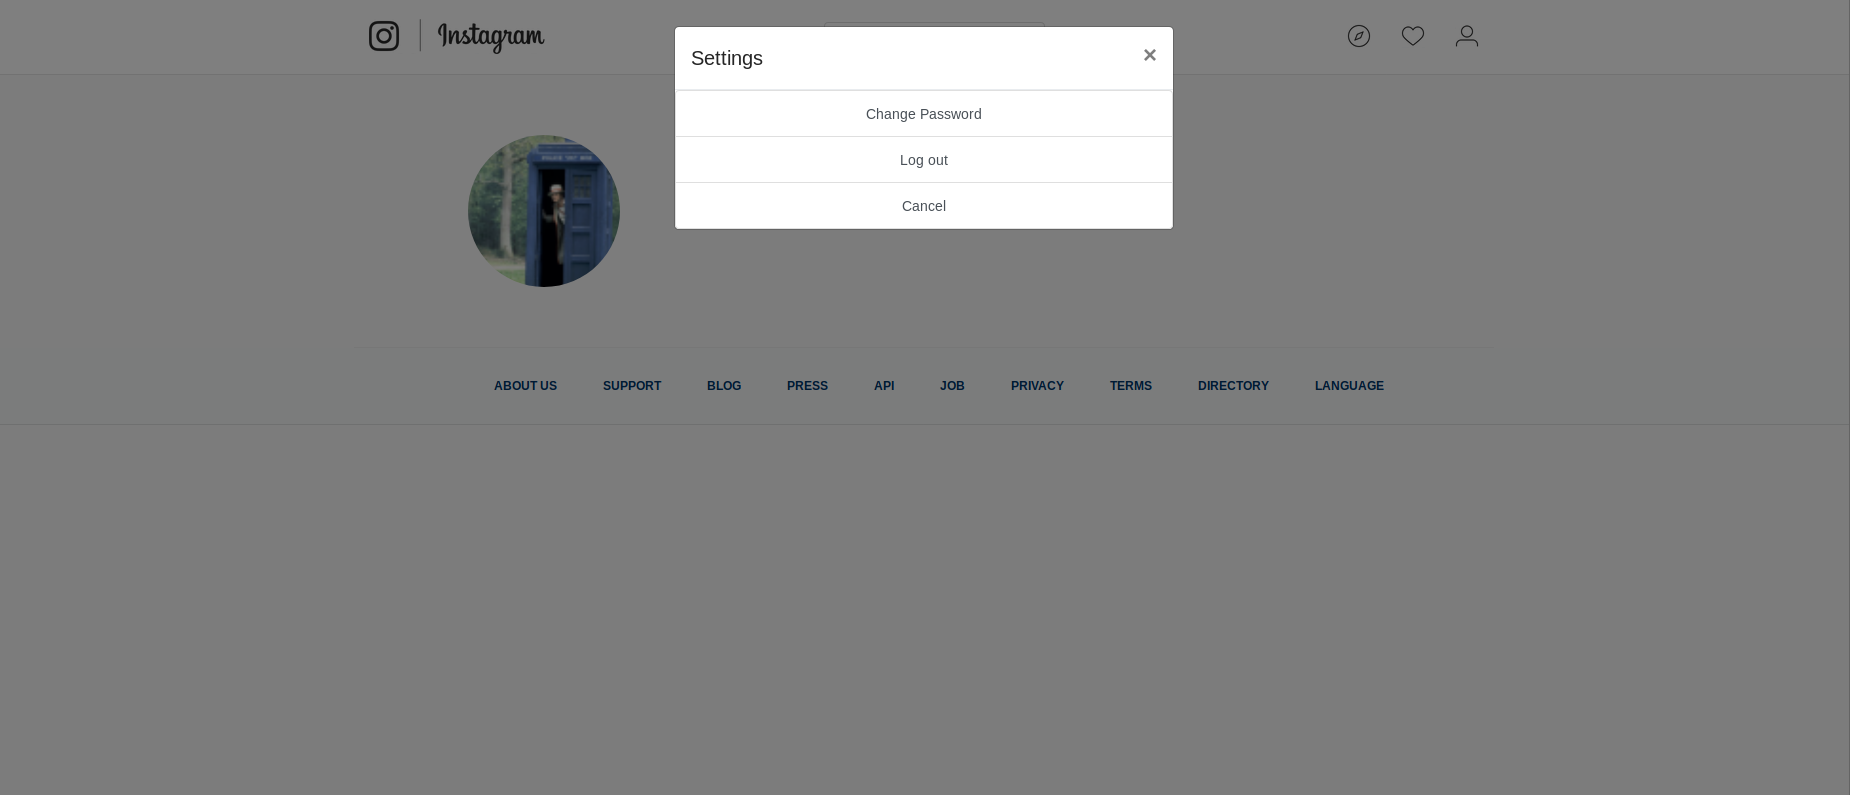 Instagram
Settings
×
Change Password
Log out
Cancel
ABOUT US SUPPORT BLOG PRESS API JOB PRIVACY TERMS DIRECTORY LANGUAGE